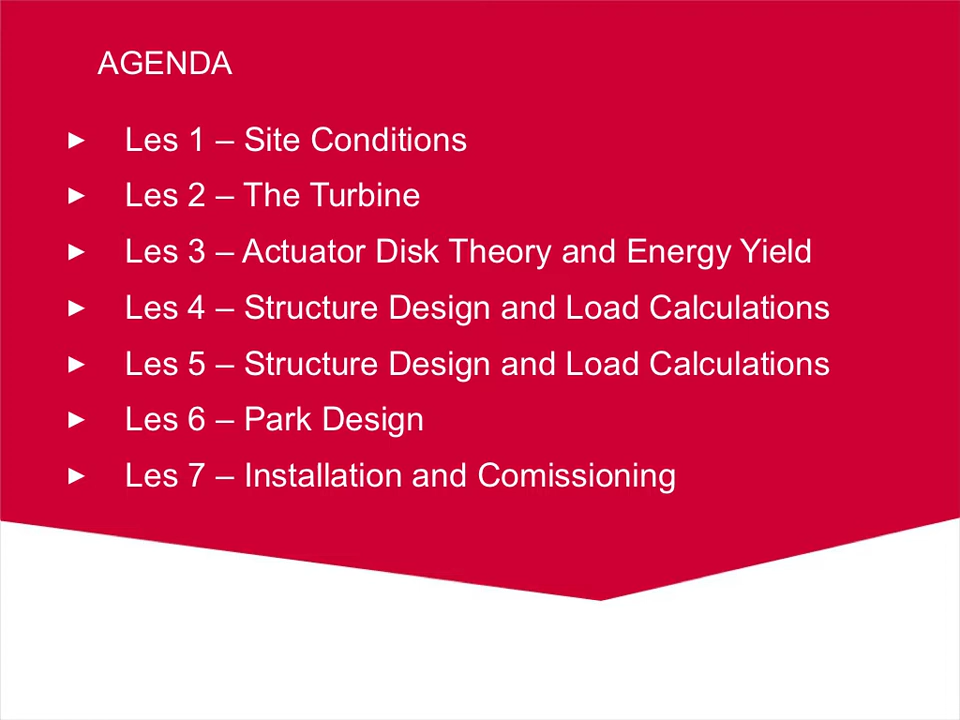 AGENDA
► Les 1 – Site Conditions
► Les 2 – The Turbine
► Les 3 – Actuator Disk Theory and Energy Yield
► Les 4 – Structure Design and Load Calculations
► Les 5 – Structure Design and Load Calculations
► Les 6 – Park Design
► Les 7 – Installation and Comissioning